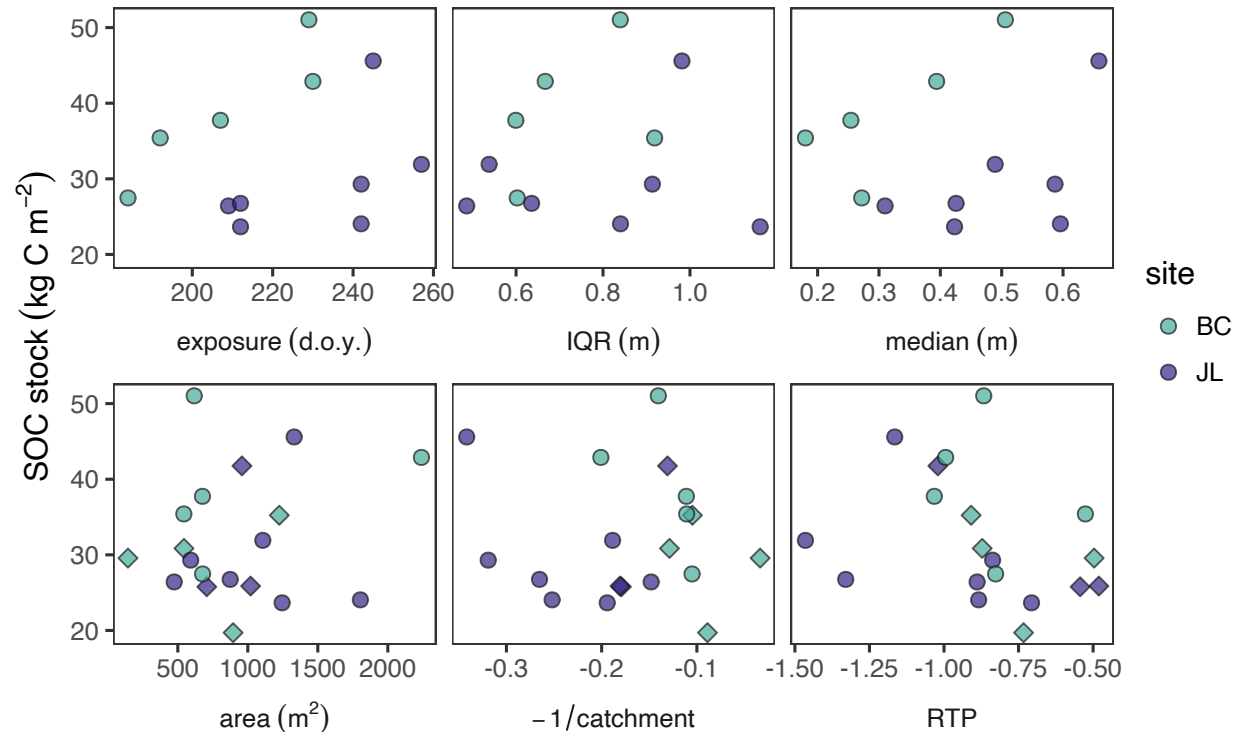 SOC stock (kg C m⁻²)
50
40
30
20
200 220 240 260
0.6 0.8 1.0
0.2 0.3 0.4 0.5 0.6
exposure (d.o.y.)
IQR (m)
median (m)
site
BC
JL
50
40
30
20
500 1000 1500 2000
-0.3 -0.2 -0.1
-1.50 -1.25 -1.00 -0.75 -0.50
area (m²)
−1/catchment
RTP